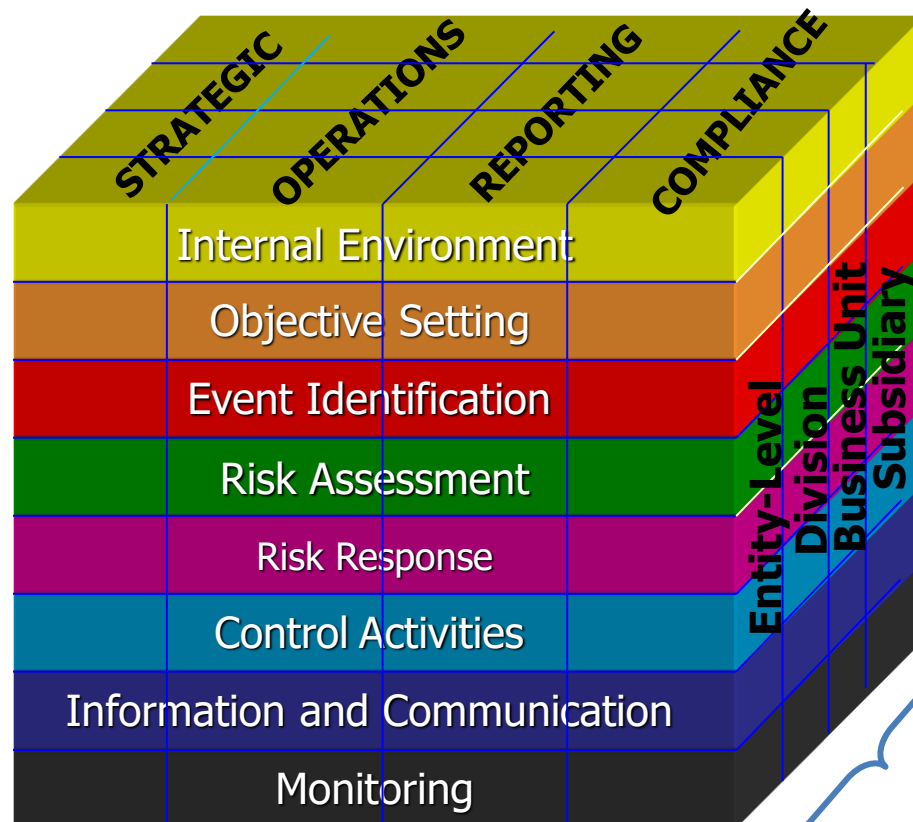 STRATEGIC
OPERATIONS
REPORTING
COMPLIANCE
Internal Environment
Objective Setting
Event Identification
Risk Assessment
Risk Response
Control Activities
Information and Communication
Monitoring
Entity-Level
Division
Business Unit
Subsidiary